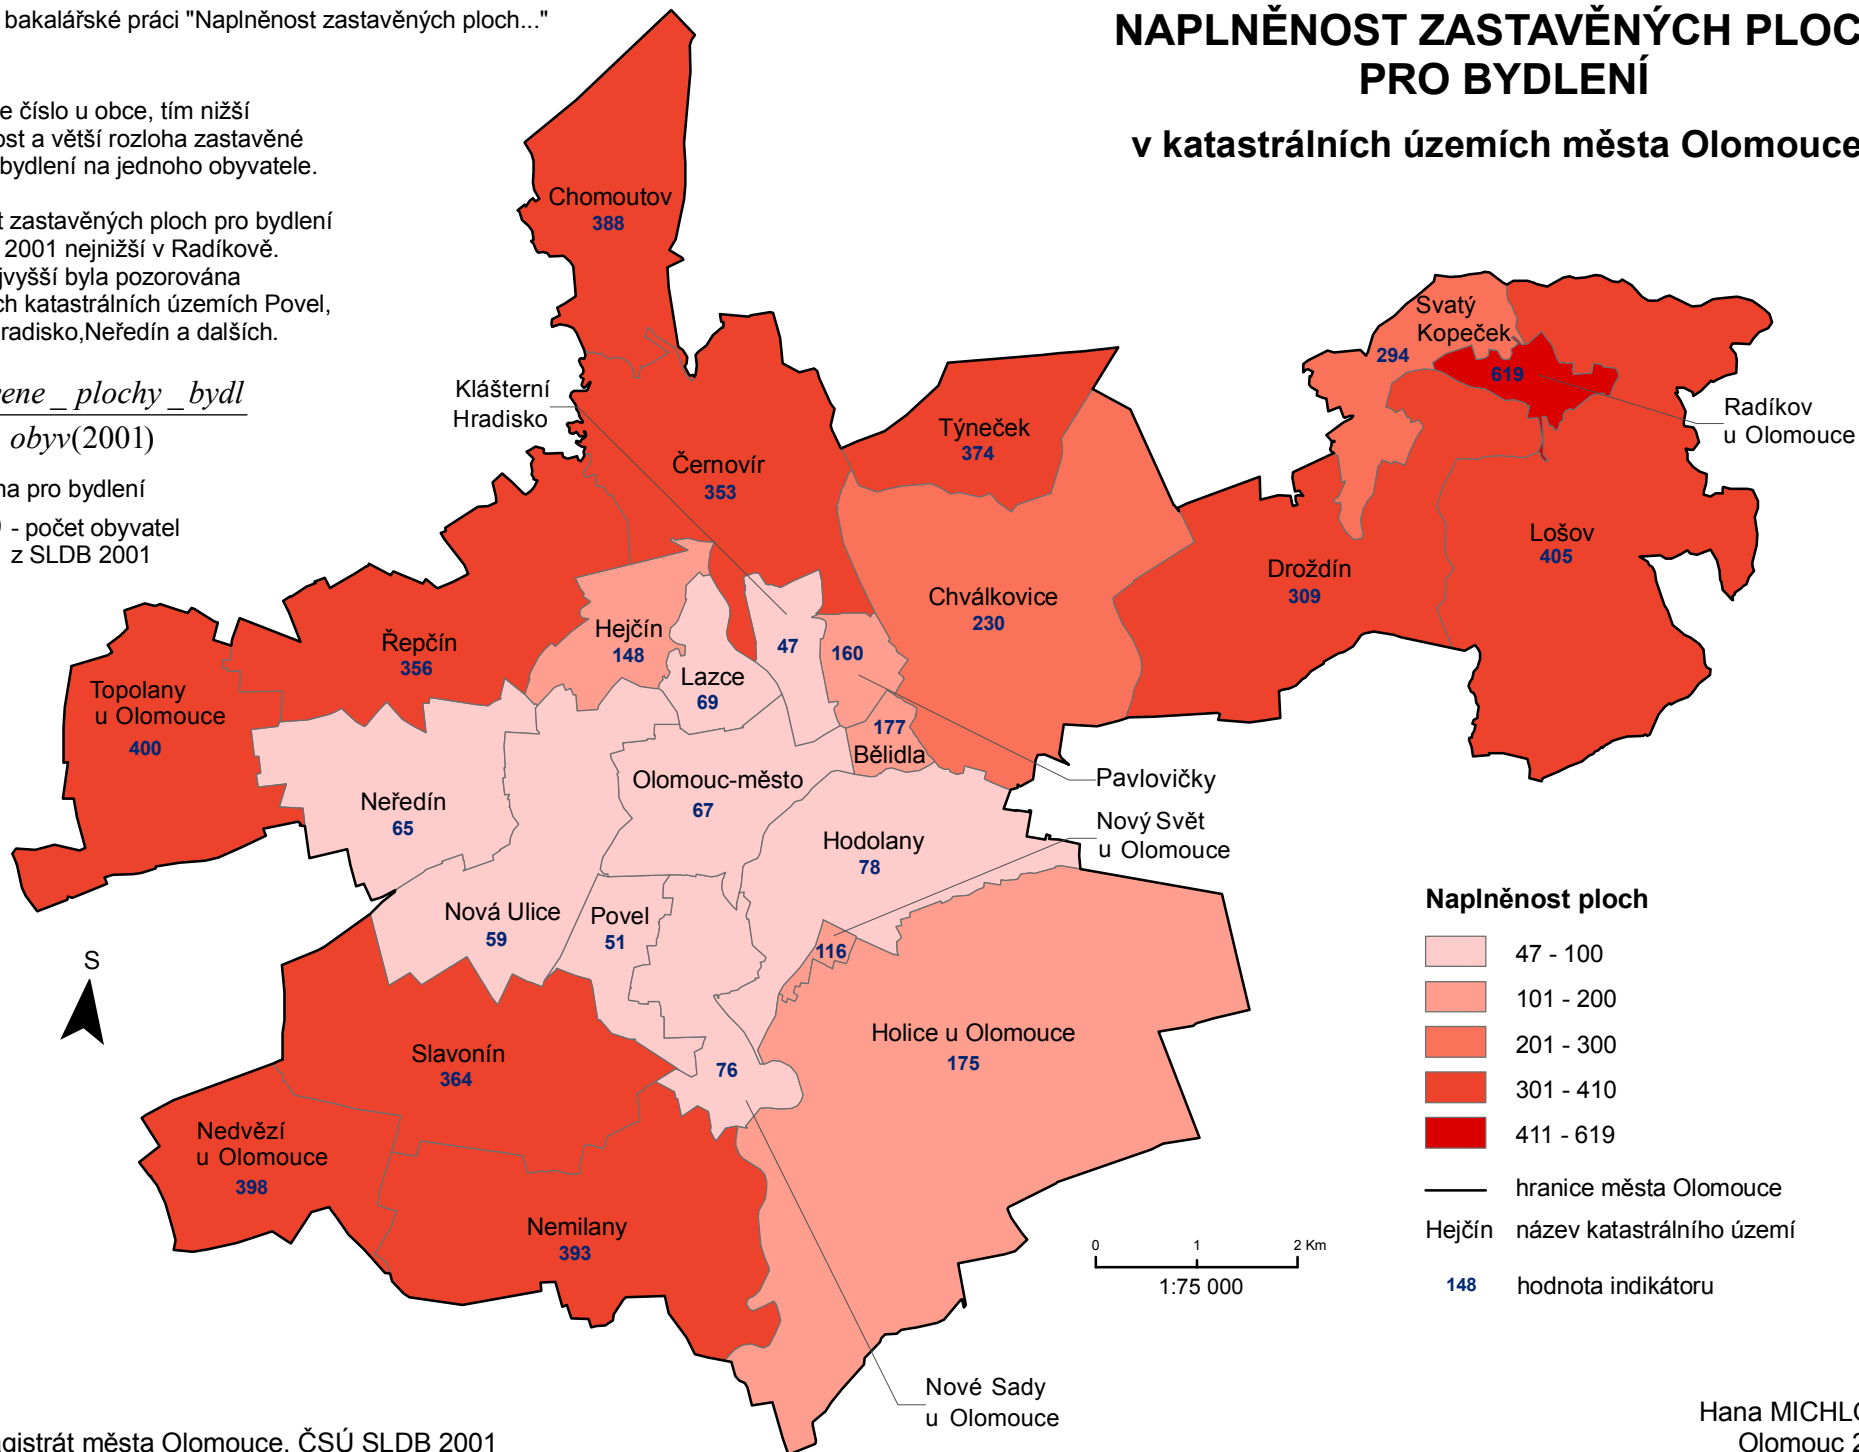 bakalářské práci "Naplněnost zastavěných ploch..."
NAPLNĚNOST ZASTAVĚNÝCH PLOC
PRO BYDLENÍ
v katastrálních územích města Olomouce
e číslo u obce, tím nižší
ost a větší rozloha zastavěné
bydlení na jednoho obyvatele.
t zastavěných ploch pro bydlení
2001 nejnižší v Radíkově.
jvyšší byla pozorována
ch katastrálních územích Povel,
radisko,Neředín a dalších.
ene _ plochy _ bydl
obyv(2001)
na pro bydlení
) - počet obyvatel
z SLDB 2001
Chomoutov
388
Klášterní
Hradisko
Černovír
353
Týneček
374
Svatý
Kopeček
294
619
Radíkov
u Olomouce
Lošov
405
Droždín
309
Chválkovice
230
Řepčín
356
Hejčín
148
Lazce
69
47
160
Topolany
u Olomouce
400
177
Bělidla
Olomouc-město
67
Pavlovičky
Neředín
65
Nový Svět
u Olomouce
Hodolany
78
Nová Ulice
59
Povel
51
116
S
Holice u Olomouce
175
Slavonín
364
76
Nedvězí
u Olomouce
398
Nemilany
393
Nové Sady
u Olomouce
Naplněnost ploch
47 - 100
101 - 200
201 - 300
301 - 410
411 - 619
hranice města Olomouce
Hejčín název katastrálního území
148 hodnota indikátoru
0 1 2 Km
1:75 000
agistrát města Olomouce, ČSÚ SLDB 2001
Hana MICHLO
Olomouc 2